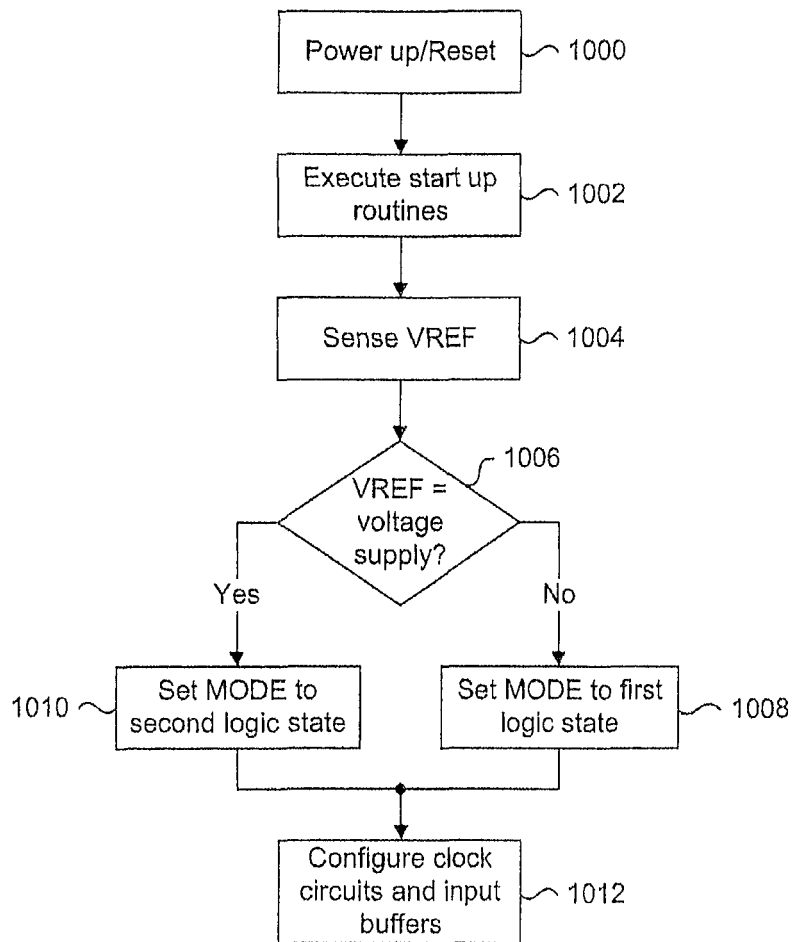 Power up/Reset
1000
Execute start up
routines
1002
Sense VREF
1004
1006
VREF =
voltage
supply?
Yes
No
1010
Set MODE to
second logic state
Set MODE to first
logic state
1008
Configure clock
circuits and input
buffers
1012